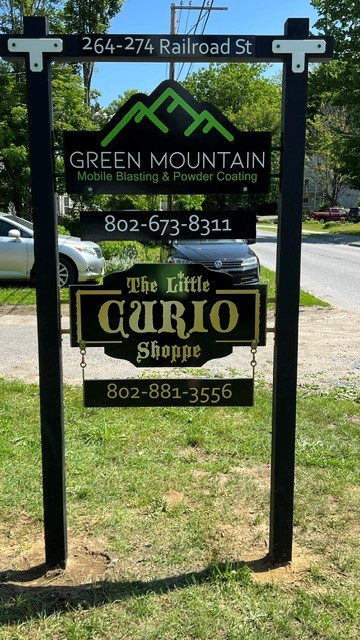 264-274 Railroad St
GREEN MOUNTAIN
Mobile Blasting & Powder Coating
802-673-8311
The Little
CURIO
Shoppe
802-881-3556